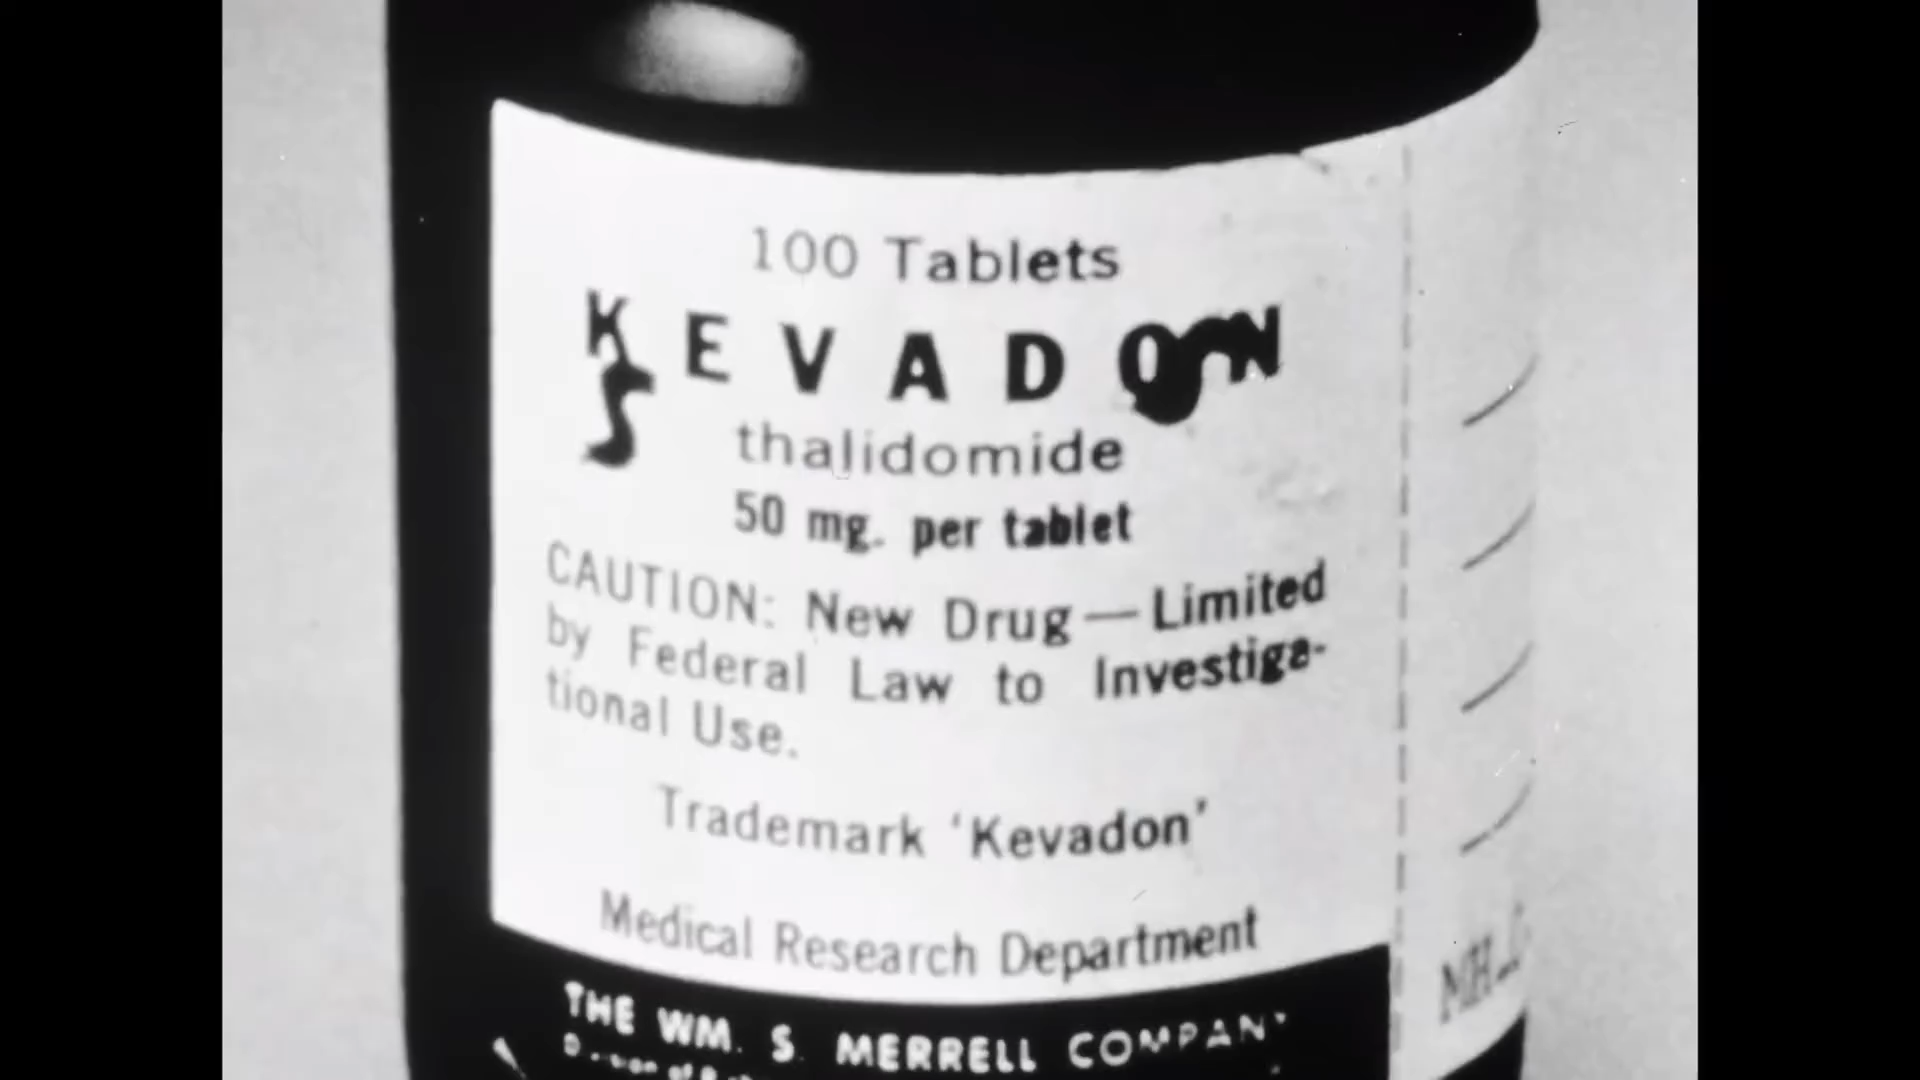 100 Tablets
KEVADON
thalidomide
50 mg. per tablet
CAUTION: New Drug — Limited
by Federal Law to Investiga-
tional Use.
Trademark ‘Kevadon’
Medical Research Department
THE WM. S. MERRELL COMPANY